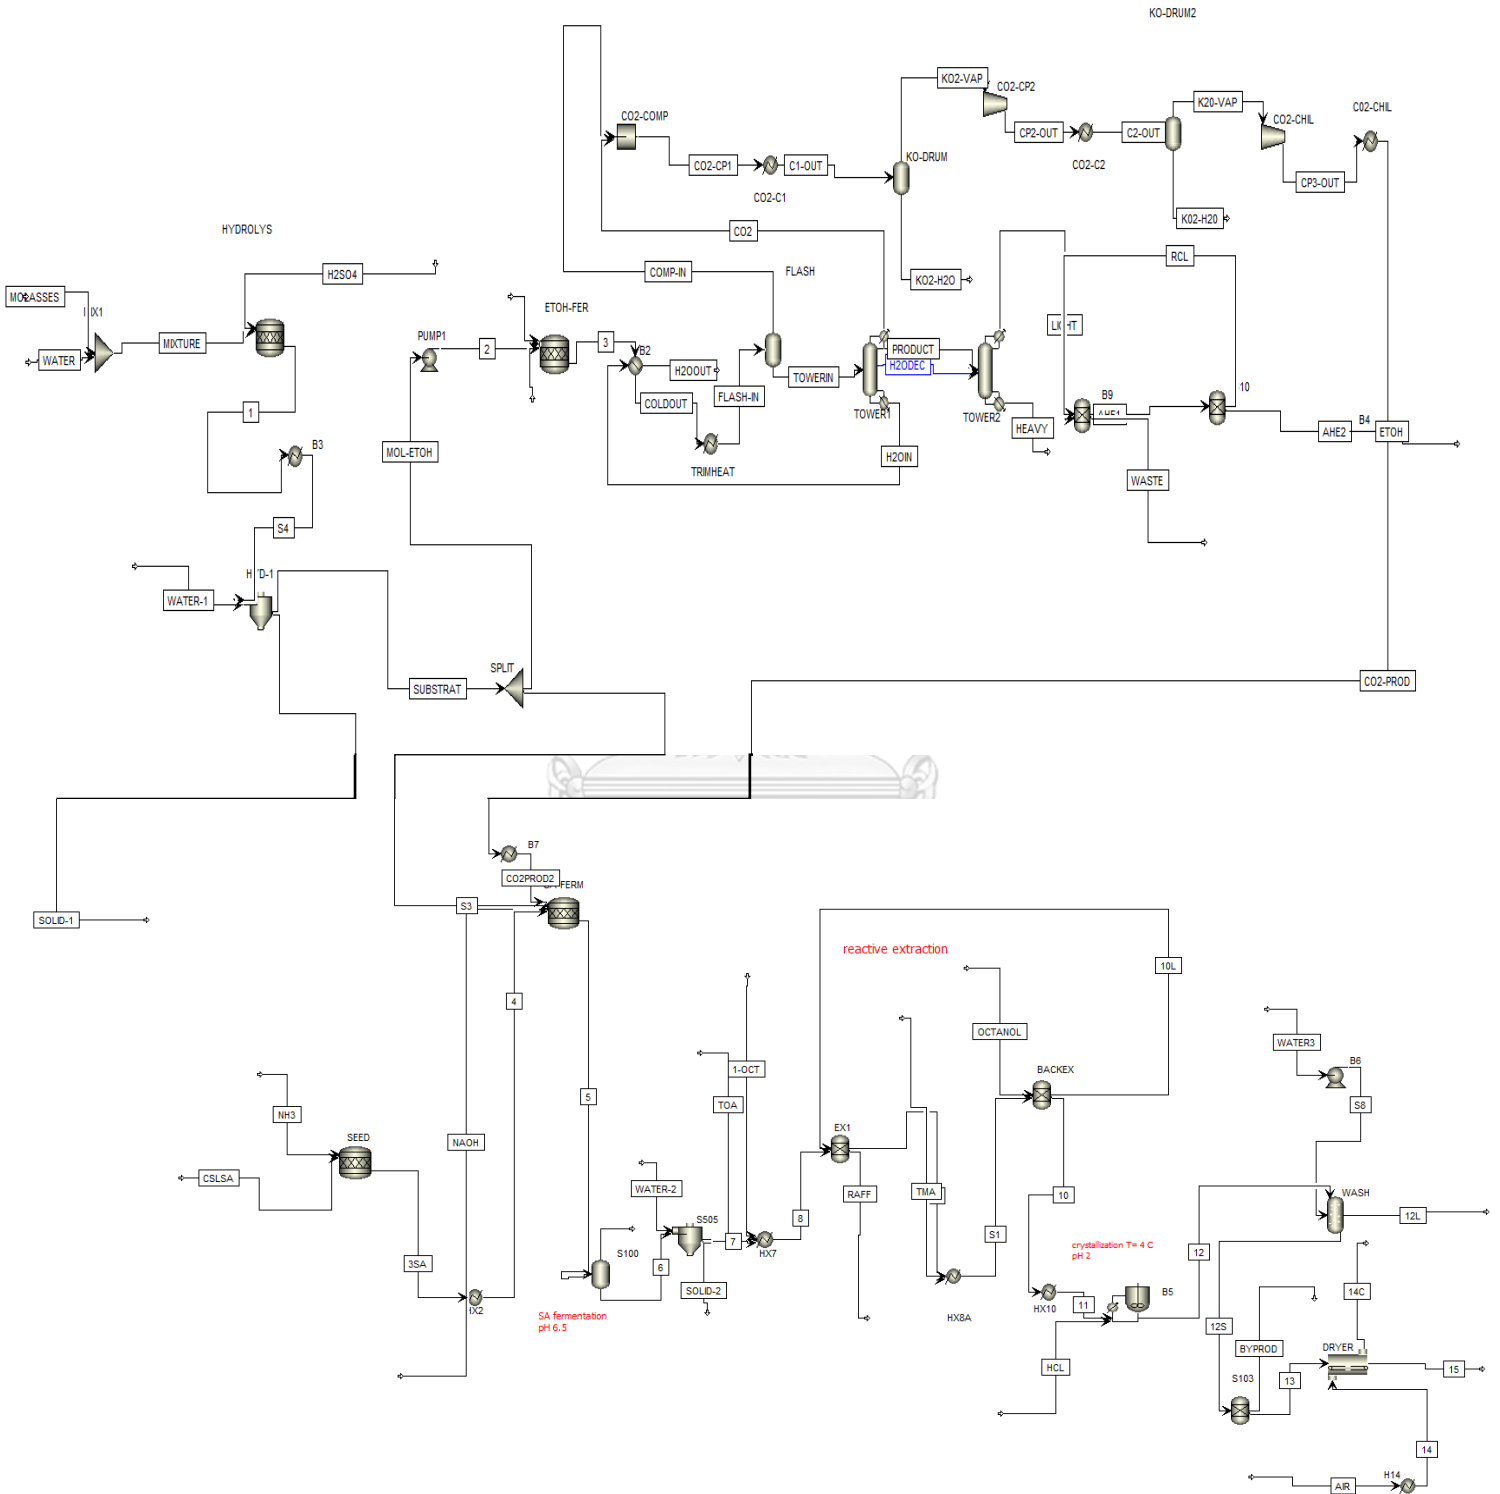 KO-DRUM2
KO2-VAP
CO2-CP2
K20-VAP
CO2-CHIL
C02-CHIL
CO2-COMP
CP2-OUT
C2-OUT
KO-DRUM
CO2-CP1
C1-OUT
CO2-C2
CP3-OUT
CO2-C1
K02-H20
HYDROLYS
CO2
RCL
H2SO4
COMP-IN
FLASH
KO2-H2O
MOLASSES
ETOH-FER
PUMP1
MIXTURE
2
3
B2
PRODUCT
WATER
H2OOUT
H2ODEC
TOWERIN
10
B9
FLASH-IN
COLDOUT
1
TOWER1
TOWER2
B4
HEAVY
AHE2
ETOH
B3
MOL-ETOH
H2OIN
TRIMHEAT
WASTE
S4
WATER-1
SPLIT
SUBSTRAT
CO2-PROD
B7
CO2PROD2
S3
SOLID-1
reactive extraction
10L
4
OCTANOL
WATER3
B6
1-OCT
BACKEX
5
TOA
S8
NH3
EX1
SEED
NAOH
CSLSA
WATER-2
RAFF
TMA
10
WASH
8
12L
S505
S1
7
HX7
crystallization T= 4 C
pH 2
12
3SA
S100
6
SOLID-2
HX10
11
B5
14C
SA fermentation
pH 6.5
HX8A
12S
BYPROD
DRYER
HCL
15
S103
13
14
AIR
H14